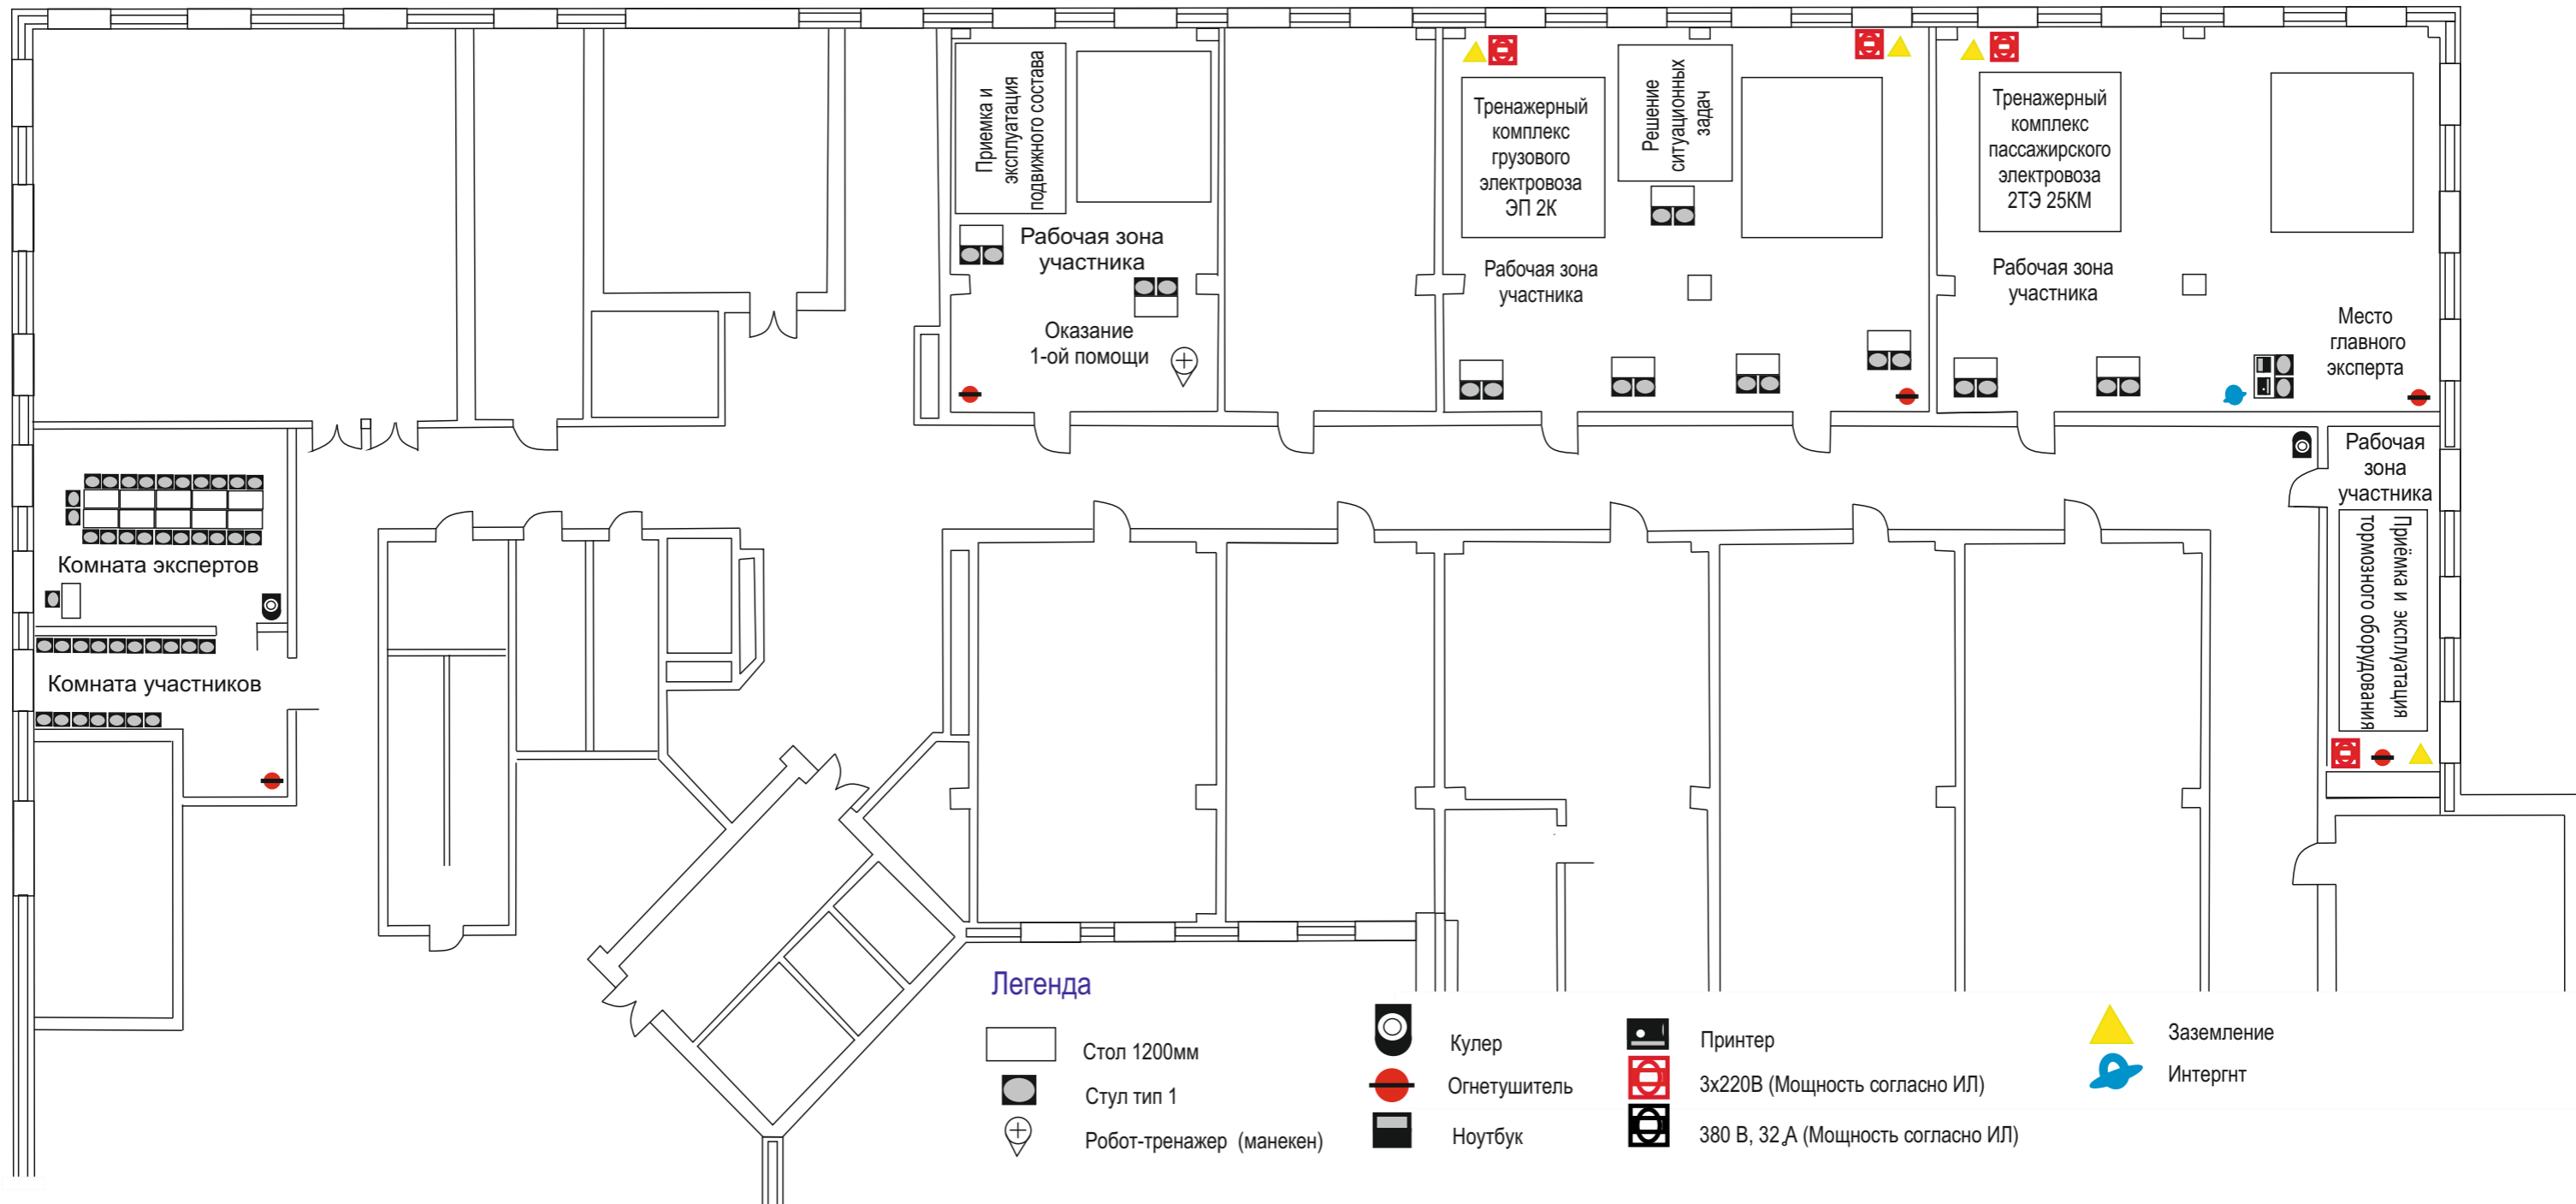 Приемка и
эксплуатация
подвижного состава
Рабочая зона
участника
Оказание
1-ой помощи
Тренажерный
комплекс
грузового
электровоза
ЭП 2К
Решение
ситуационных
задач
Рабочая зона
участника
Тренажерный
комплекс
пассажирского
электровоза
2ТЭ 25КМ
Рабочая зона
участника
Место
главного
эксперта
Рабочая
зона
участника
Приёмка и эксплуатация
тормозного оборудования
Комната экспертов
Комната участников
Легенда
Стол 1200мм
Стул тип 1
Робот-тренажер (манекен)
Кулер
Огнетушитель
Ноутбук
Принтер
3х220В (Мощность согласно ИЛ)
380 В, 32 А (Мощность согласно ИЛ)
Заземление
Интергнт